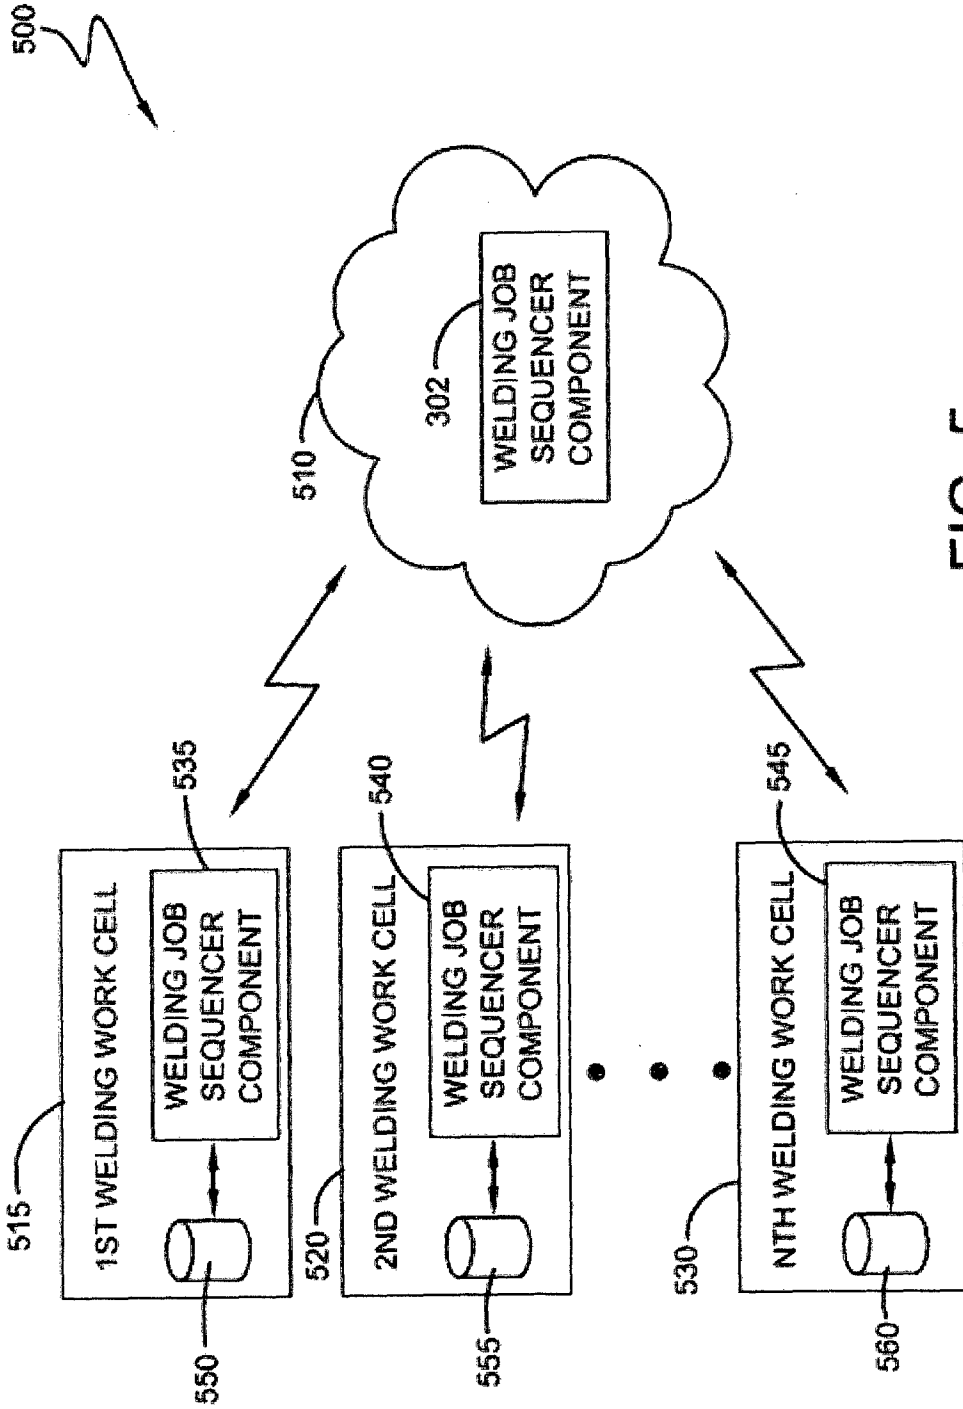 500
510
302
WELDING JOB
SEQUENCER
COMPONENT
515
1ST WELDING WORK CELL
535
WELDING JOB
SEQUENCER
COMPONENT
550
520
2ND WELDING WORK CELL
540
WELDING JOB
SEQUENCER
COMPONENT
555
530
NTH WELDING WORK CELL
545
WELDING JOB
SEQUENCER
COMPONENT
560
FIG. 5